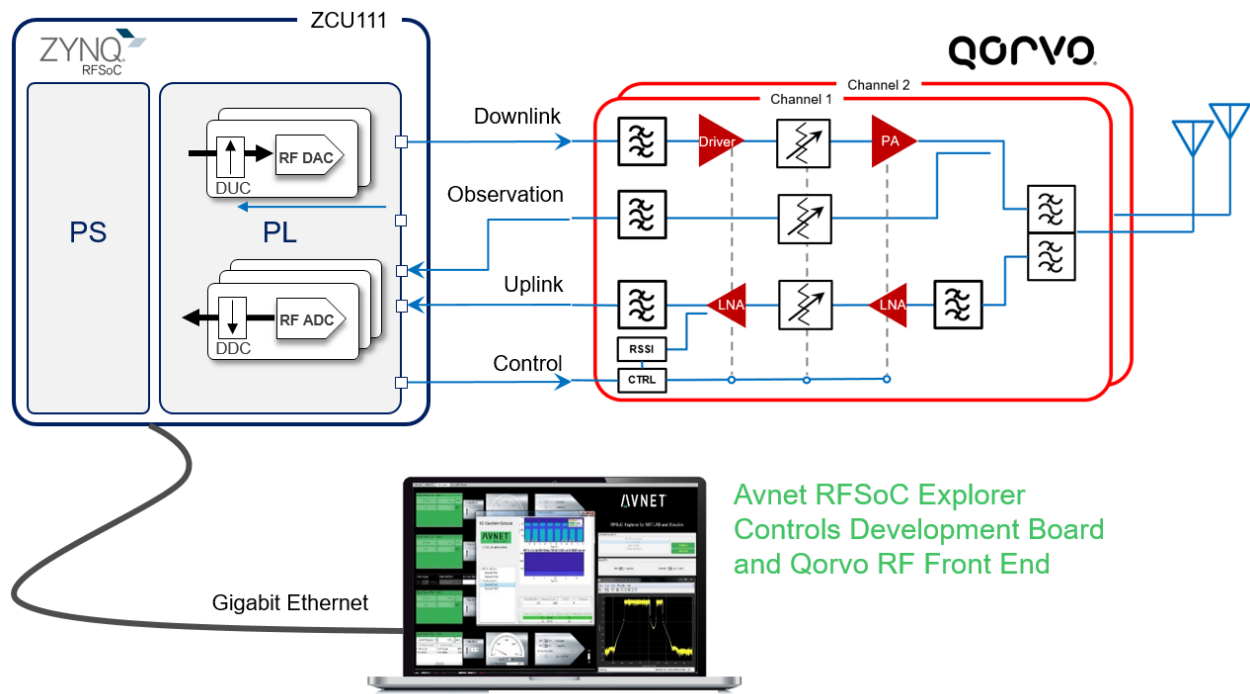 ZCU111
ZYNQ
RFSoC
QORVO
Channel 2
Channel 1
Downlink
Driver
PA
RF DAC
DUC
Observation
PS
PL
Uplink
LNA
LNA
RF ADC
DDC
RSSI
Control
CTRL
AVNET
AVNET
Avnet RFSoC Explorer
Controls Development Board
and Qorvo RF Front End
Gigabit Ethernet